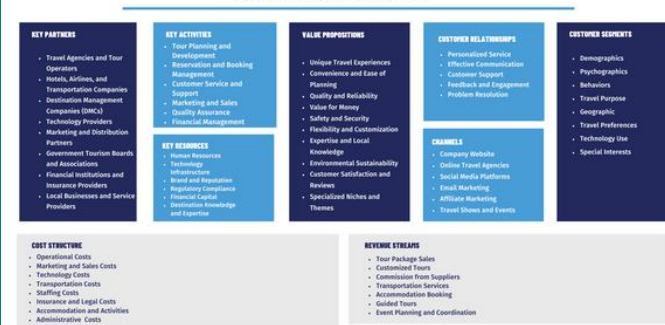 KEY PARTNERS
Travel Agencies and Tour
Operators
Hotels, Airlines, and
Transportation Companies
Destination Management
Companies (DMCs)
Technology Providers
Marketing and Distribution
Partners
Government Tourism Boards
and Associations
Financial Institutions and
Insurance Providers
Local Businesses and Service
Providers
KEY ACTIVITIES
Tour Planning and
Development
Reservation and Booking
Management
Customer Service and
Support
Marketing and Sales
Quality Assurance
Financial Management
KEY RESOURCES
Human Resources
Technology
Infrastructure
Brand and Reputation
Regulatory Compliance
Financial Capital
Destination Knowledge
and Expertise
VALUE PROPOSITIONS
Unique Travel Experiences
Convenience and Ease of
Planning
Quality and Reliability
Value for Money
Safety and Security
Flexibility and Customization
Expertise and Local
Knowledge
Environmental Sustainability
Customer Satisfaction and
Reviews
Specialized Niches and
Themes
CUSTOMER RELATIONSHIPS
Personalized Service
Effective Communication
Customer Support
Feedback and Engagement
Problem Resolution
CHANNELS
Company Website
Online Travel Agencies
Social Media Platforms
Email Marketing
Affiliate Marketing
Travel Shows and Events
CUSTOMER SEGMENTS
Demographics
Psychographics
Behaviors
Travel Purpose
Geographic
Travel Preferences
Technology Use
Special Interests
COST STRUCTURE
Operational Costs
Marketing and Sales Costs
Technology Costs
Transportation Costs
Staffing Costs
Insurance and Legal Costs
Accommodation and Activities
Administrative Costs
REVENUE STREAMS
Tour Package Sales
Customized Tours
Commission from Suppliers
Transportation Services
Accommodation Booking
Guided Tours
Event Planning and Coordination